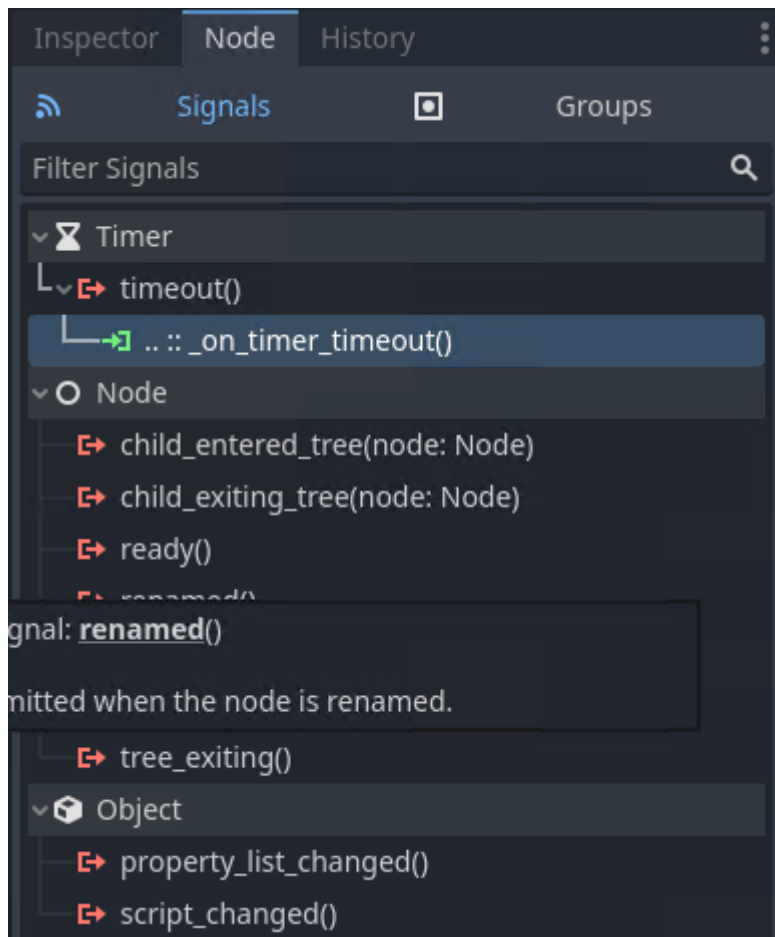 Inspector Node History
Signals Groups
Filter Signals
Timer
timeout()
.. :: _on_timer_timeout()
Node
child_entered_tree(node: Node)
child_exiting_tree(node: Node)
ready()
renamed()
gnal: renamed()
mitted when the node is renamed.
tree_exiting()
Object
property_list_changed()
script_changed()